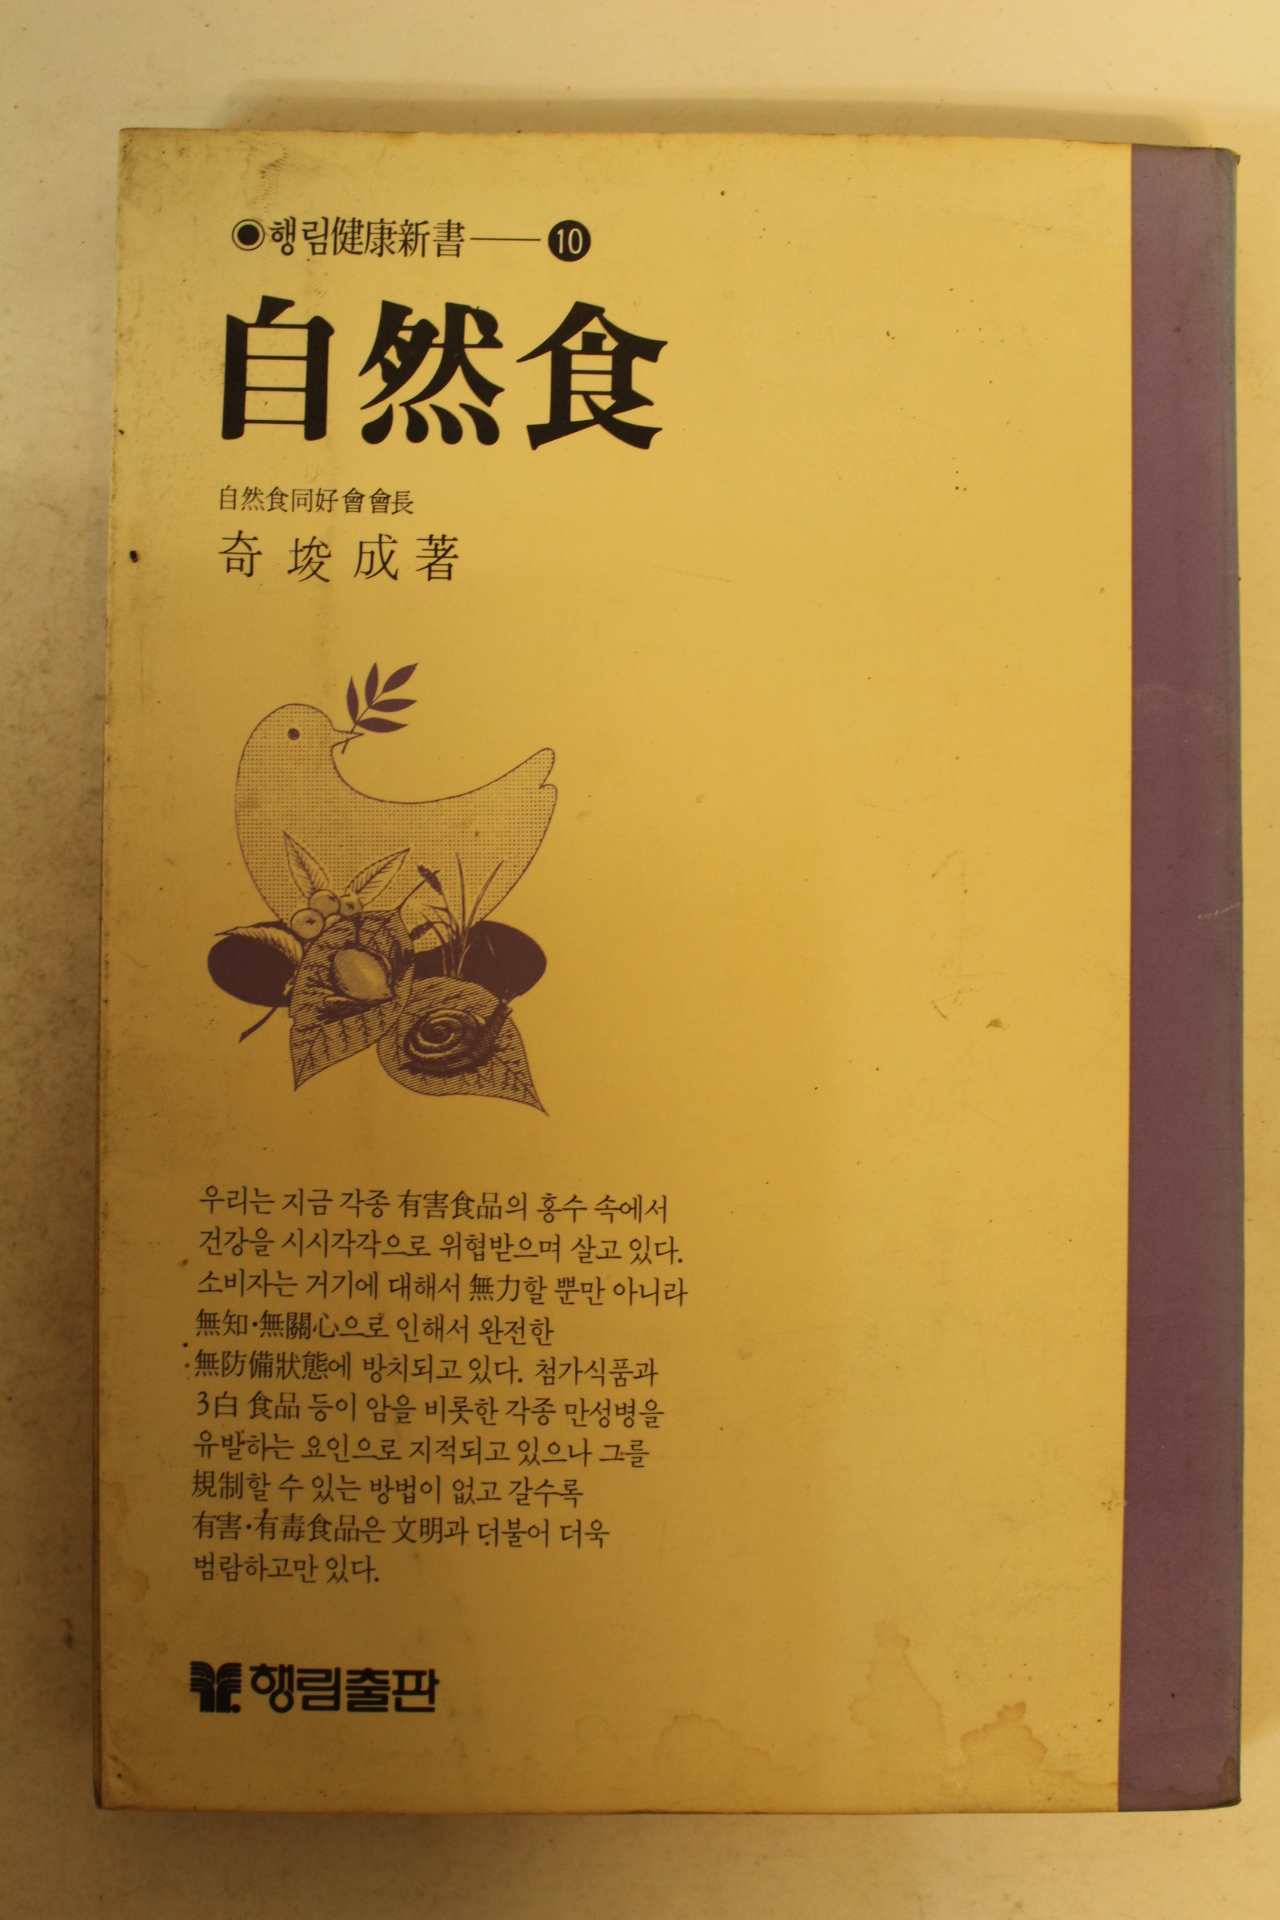 ◉행림健康新書——10
自然食
自然食同好會會長
奇埈成著
우리는 지금 각종 有害食品의 홍수 속에서
건강을 시시각각으로 위협받으며 살고 있다.
소비자는 거기에 대해서 無力할 뿐만 아니라
無知·無關心으로 인해서 완전한
無防備狀態에 방치되고 있다. 첨가식품과
3白 食品 등이 암을 비롯한 각종 만성병을
유발하는 요인으로 지적되고 있으나 그를
規制할 수 있는 방법이 없고 갈수록
有害·有毒食品은 文明과 더불어 더욱
범람하고만 있다.
행림출판